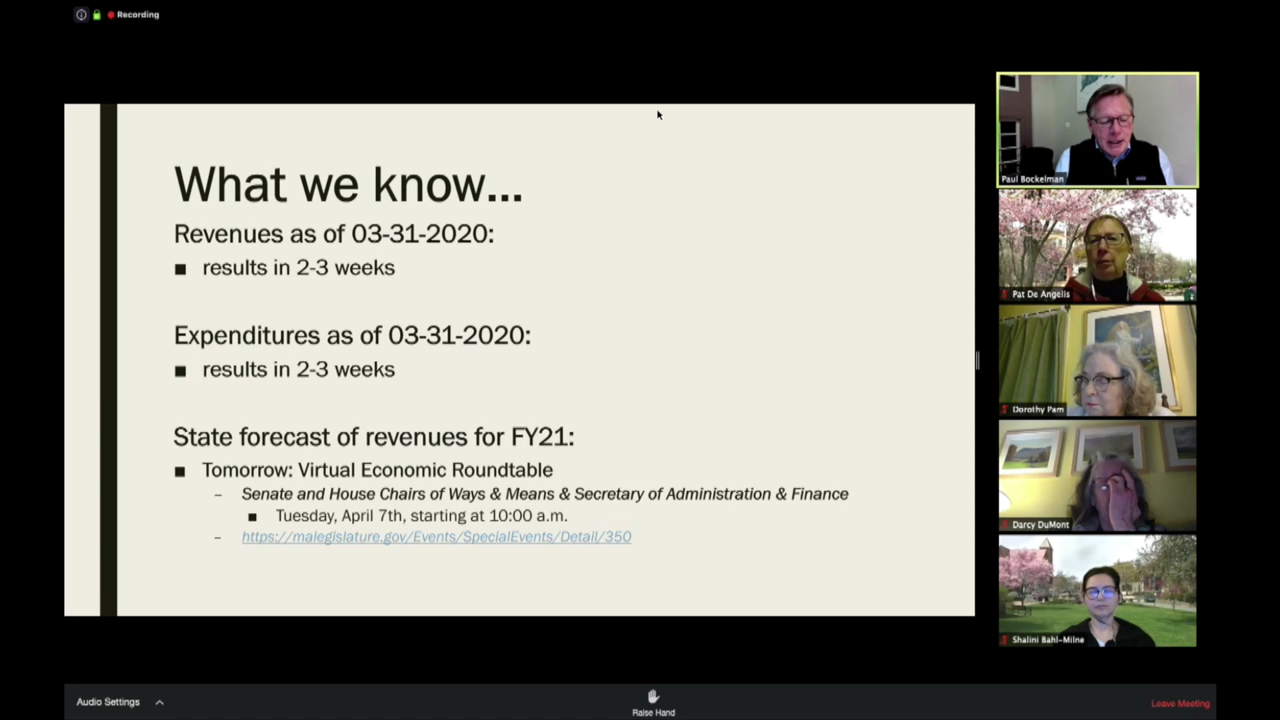 Recording
What we know...
Revenues as of 03-31-2020:
■ results in 2-3 weeks
Expenditures as of 03-31-2020:
■ results in 2-3 weeks
State forecast of revenues for FY21:
■ Tomorrow: Virtual Economic Roundtable
– Senate and House Chairs of Ways & Means & Secretary of Administration & Finance
■ Tuesday, April 7th, starting at 10:00 a.m.
– https://malegislature.gov/Events/SpecialEvents/Detail/350
Paul Bockelman
Pat De Angelis
Dorothy Pam
Darcy DuMont
Shalini Bahl-Milne
Audio Settings
Raise Hand
Leave Meeting